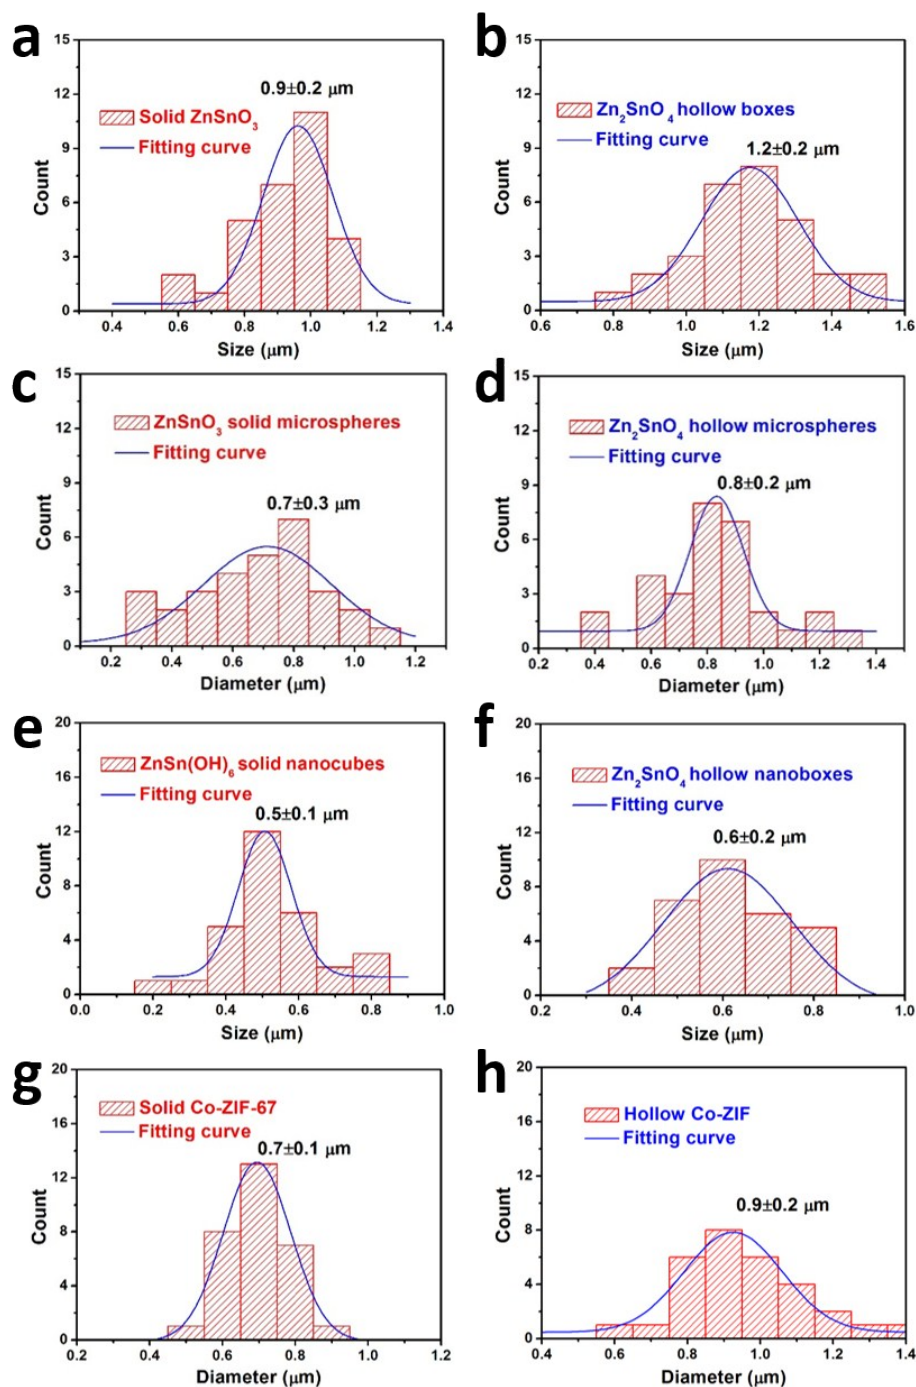 a
15
12
9
6
3
0
Count
0.9±0.2 μm
Solid ZnSnO₃
Fitting curve
0.4 0.6 0.8 1.0 1.2 1.4
Size (μm)
b
15
12
9
6
3
0
Count
Zn₂SnO₄ hollow boxes
Fitting curve
1.2±0.2 μm
0.6 0.8 1.0 1.2 1.4 1.6
Size (μm)
c
15
12
9
6
3
0
Count
ZnSnO₃ solid microspheres
Fitting curve
0.7±0.3 μm
0.2 0.4 0.6 0.8 1.0 1.2
Diameter (μm)
d
15
12
9
6
3
0
Count
Zn₂SnO₄ hollow microspheres
Fitting curve
0.8±0.2 μm
0.2 0.4 0.6 0.8 1.0 1.2 1.4
Diameter (μm)
e
20
16
12
8
4
0
Count
ZnSn(OH)₆ solid nanocubes
Fitting curve
0.5±0.1 μm
0.0 0.2 0.4 0.6 0.8 1.0
Size (μm)
f
20
16
12
8
4
0
Count
Zn₂SnO₄ hollow nanoboxes
Fitting curve
0.6±0.2 μm
0.2 0.4 0.6 0.8 1.0
Size (μm)
g
20
16
12
8
4
0
Count
Solid Co-ZIF-67
Fitting curve
0.7±0.1 μm
0.2 0.4 0.6 0.8 1.0 1.2
Diameter (μm)
h
20
16
12
8
4
0
Count
Hollow Co-ZIF
Fitting curve
0.9±0.2 μm
0.4 0.6 0.8 1.0 1.2 1.4
Diameter (μm)